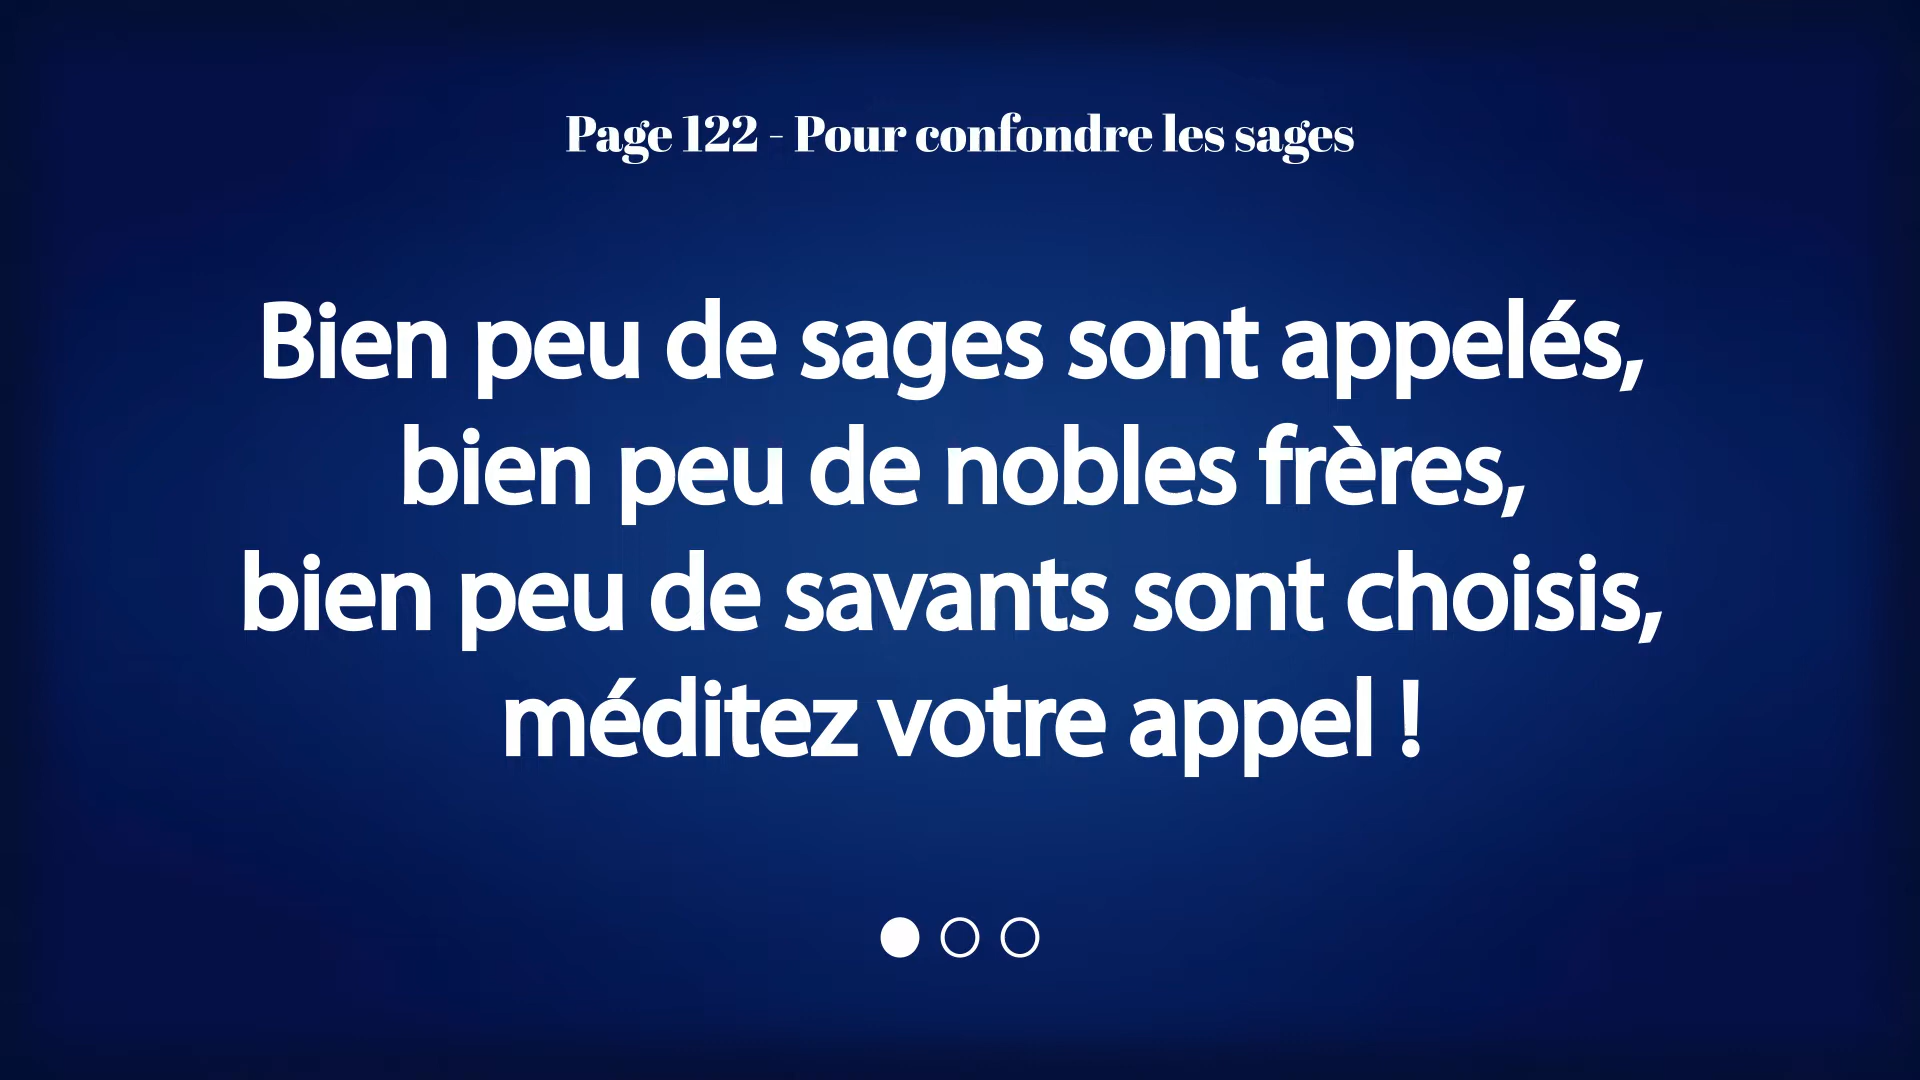 Page 122 - Pour confondre les sages
Bien peu de sages sont appelés,
bien peu de nobles frères,
bien peu de savants sont choisis,
méditez votre appel !